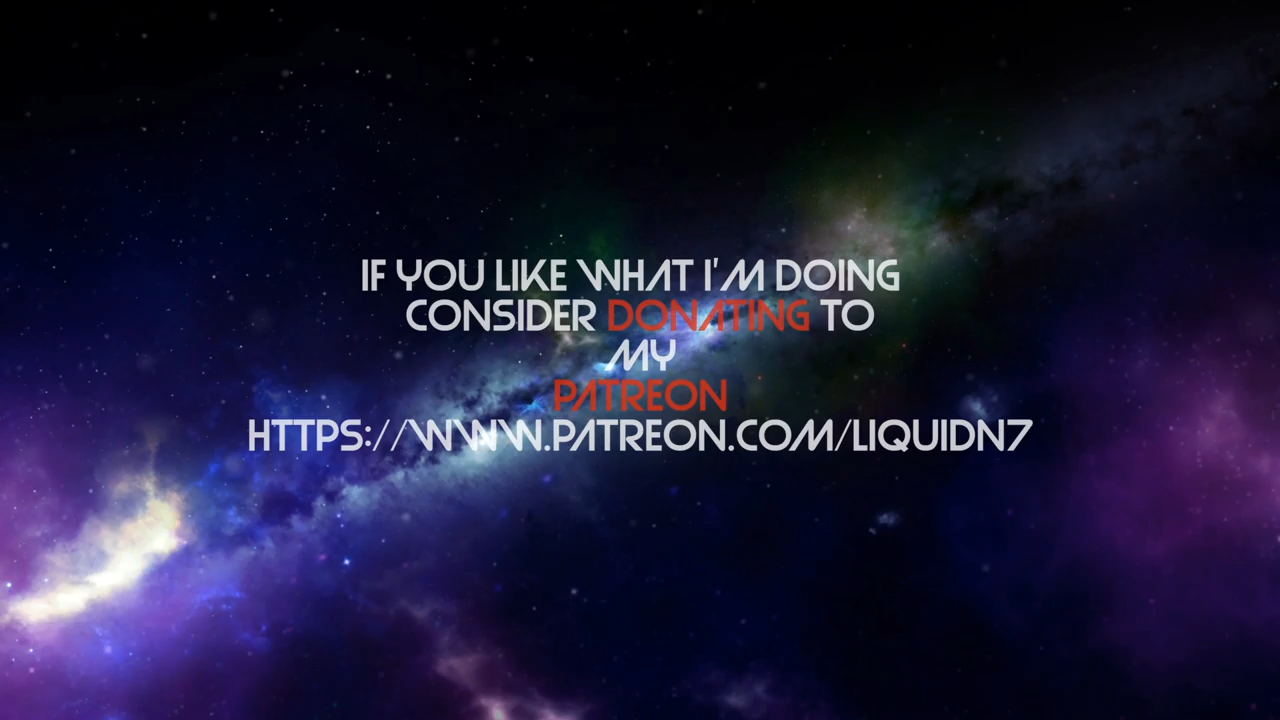 IF YOU LIKE WHAT I'M DOING
CONSIDER DONATING TO
MY
PATREON
HTTPS://WWW.PATREON.COM/LIQUIDN7